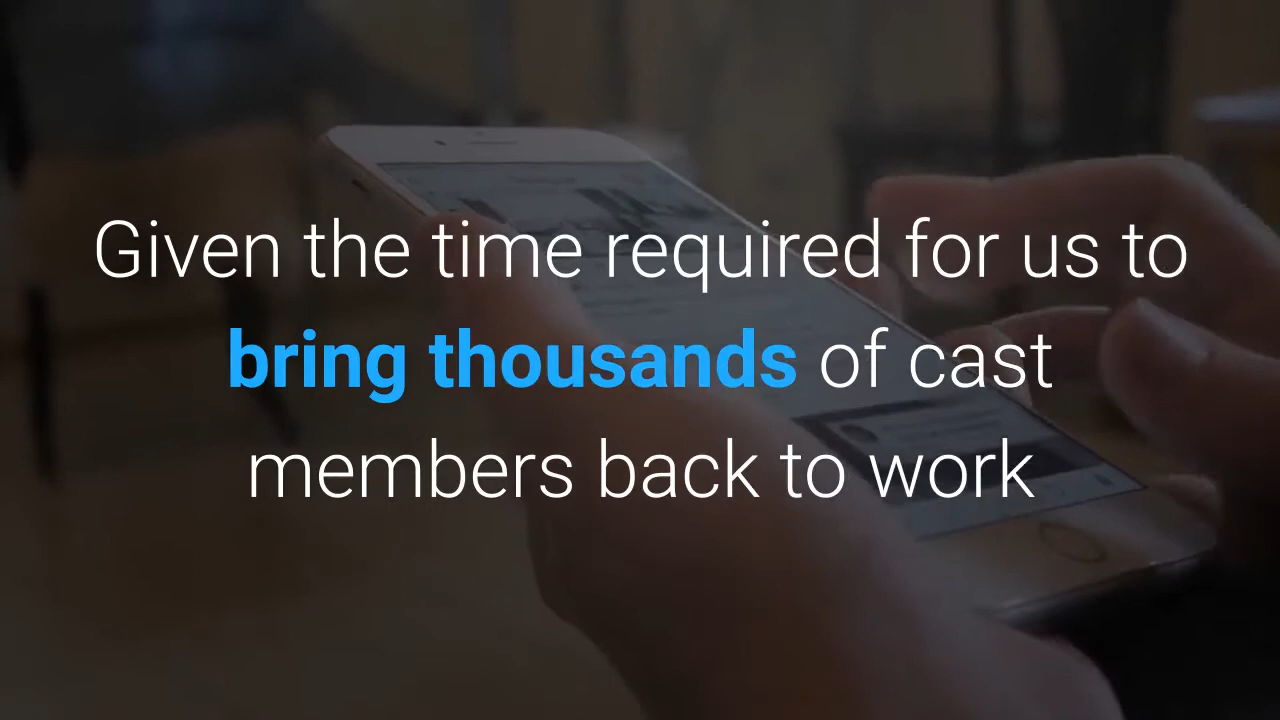 Given the time required for us to
bring thousands of cast
members back to work